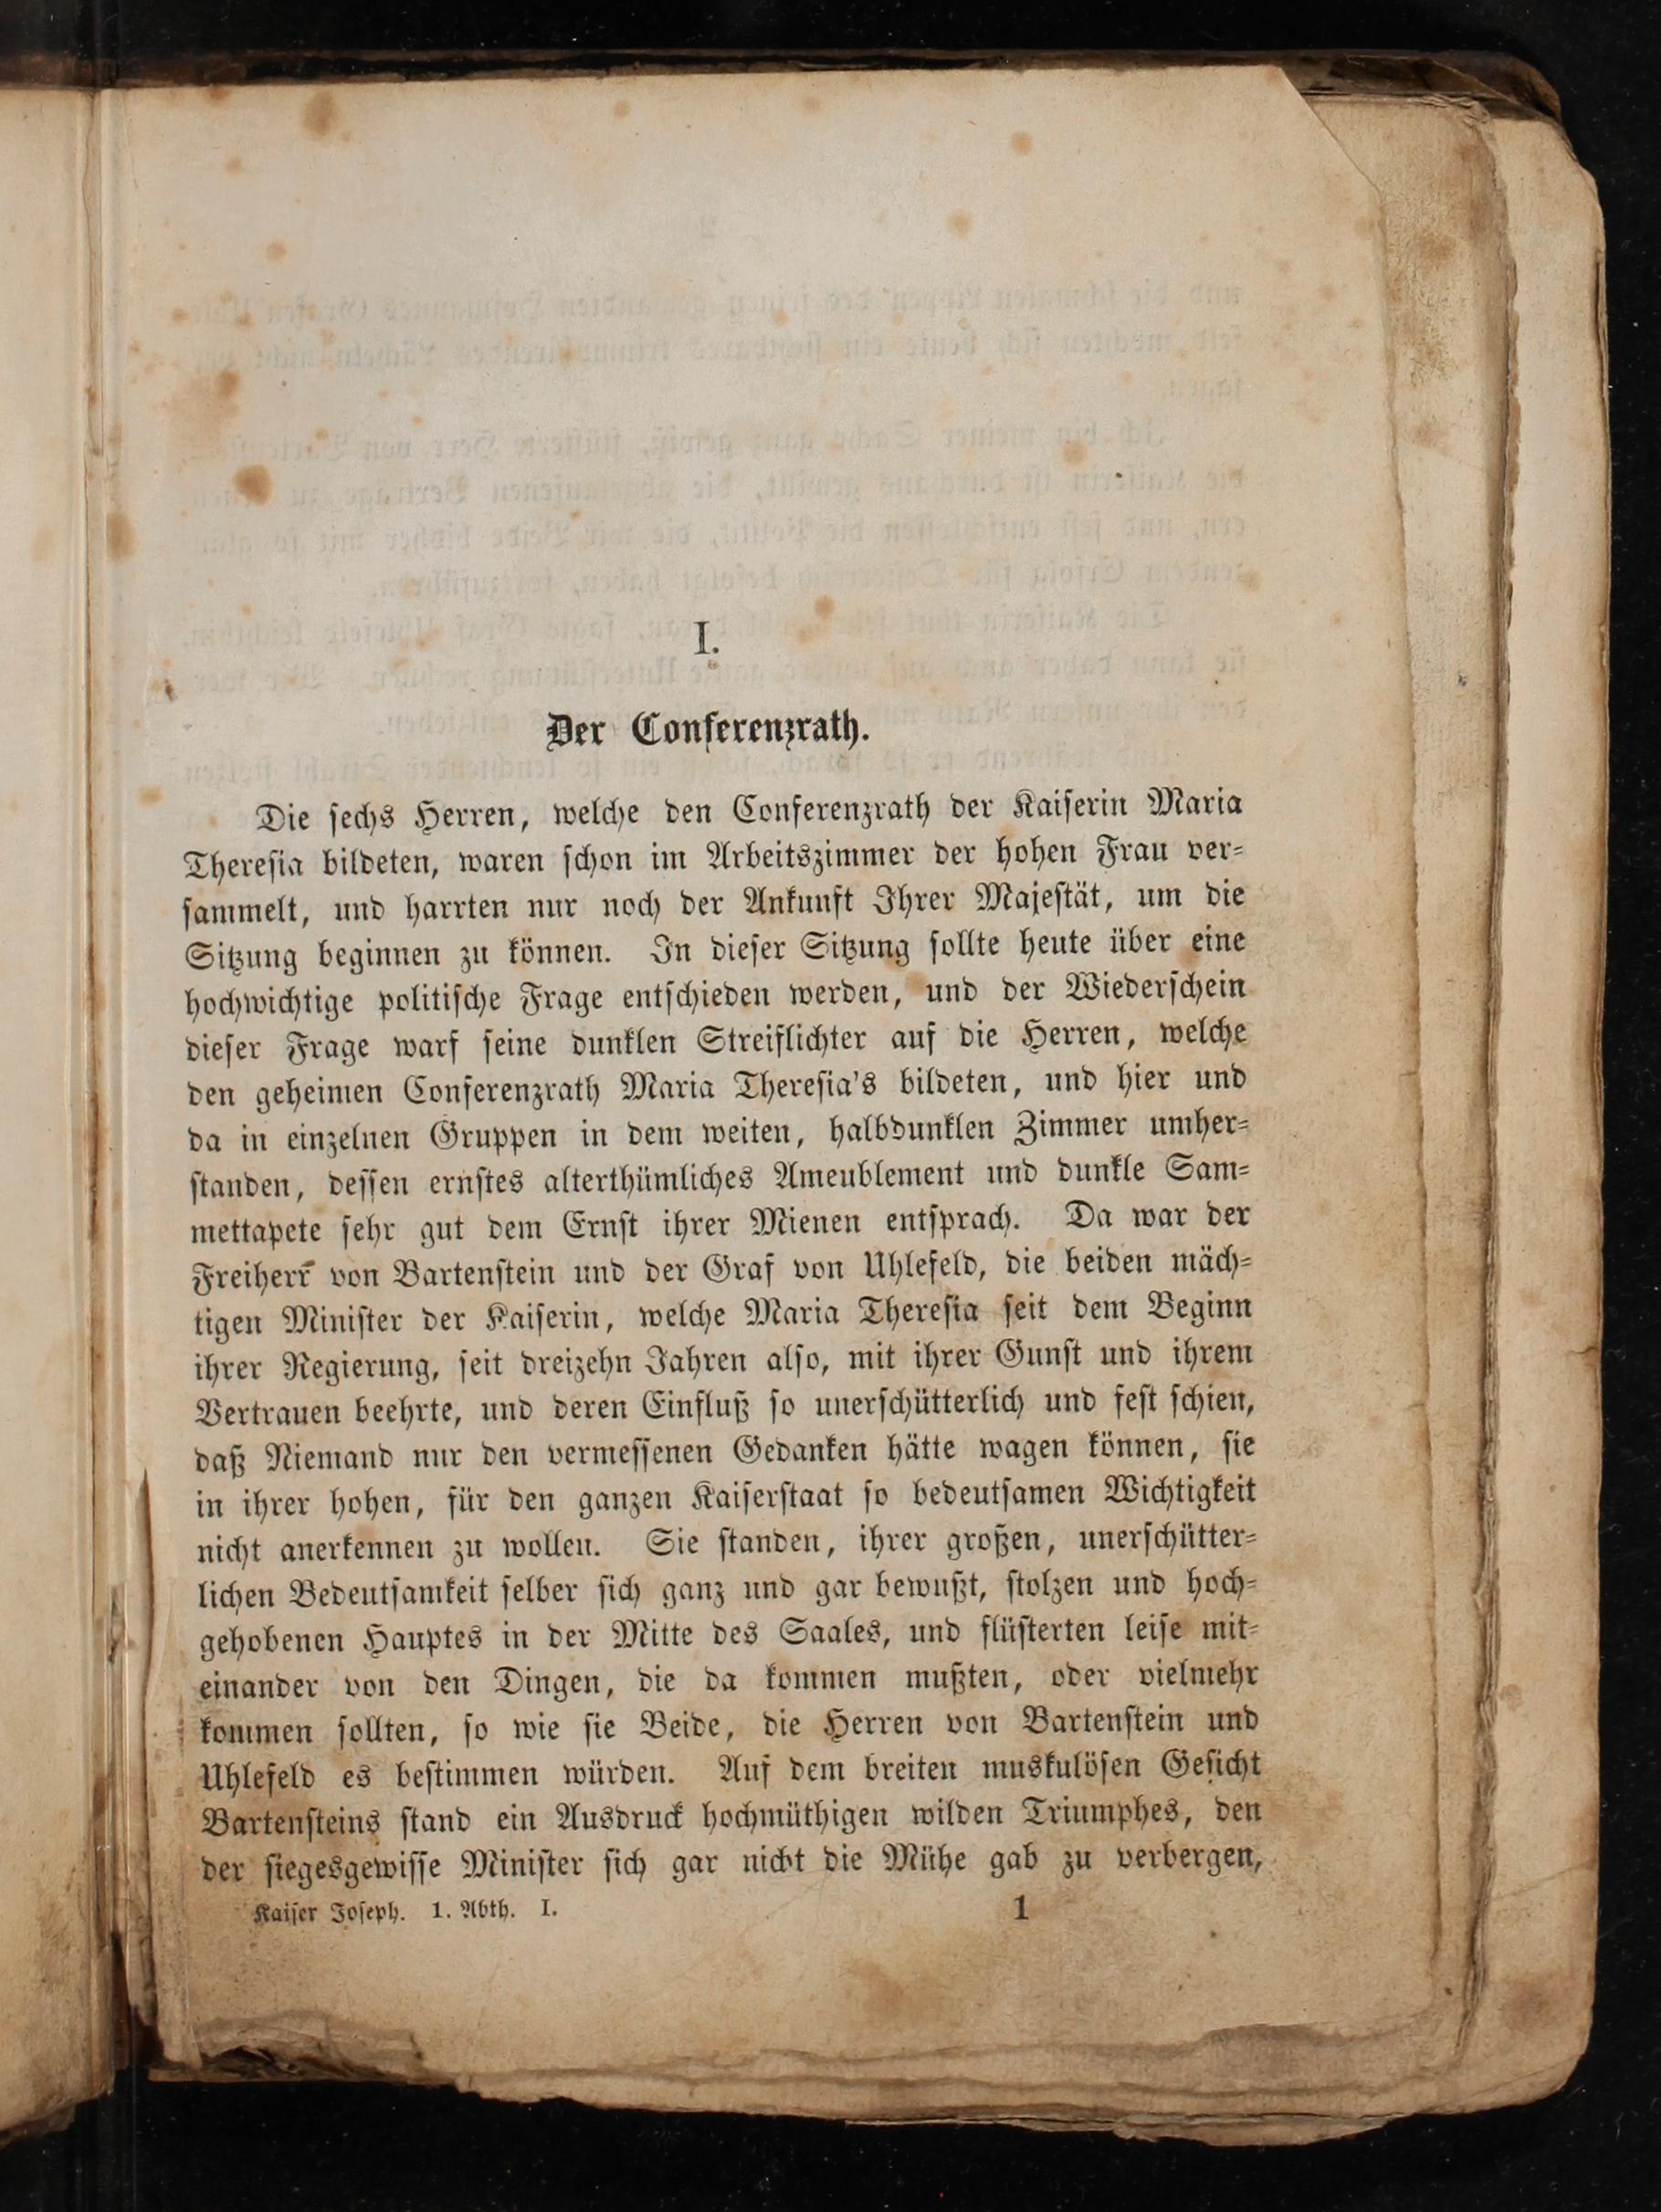 I.
Der Conferenzrath.
Die sechs Herren, welche den Conferenzrath der Kaiserin Maria
Theresia bildeten, waren schon im Arbeitszimmer der hohen Frau ver=
sammelt, und harrten nur noch der Ankunft Ihrer Majestät, um die
Sitzung beginnen zu können. In dieser Sitzung sollte heute über eine
hochwichtige politische Frage entschieden werden, und der Wiederschein
dieser Frage warf seine dunklen Streiflichter auf die Herren, welche
den geheimen Conferenzrath Maria Theresia's bildeten, und hier und
da in einzelnen Gruppen in dem weiten, halbdunklen Zimmer umher=
standen, dessen ernstes alterthümliches Ameublement und dunkle Sam=
mettapete sehr gut dem Ernst ihrer Mienen entsprach. Da war der
Freiherr von Bartenstein und der Graf von Uhlefeld, die beiden mäch=
tigen Minister der Kaiserin, welche Maria Theresia seit dem Beginn
ihrer Regierung, seit dreizehn Jahren also, mit ihrer Gunst und ihrem
Vertrauen beehrte, und deren Einfluß so unerschütterlich und fest schien,
daß Niemand nur den vermessenen Gedanken hätte wagen können, sie
in ihrer hohen, für den ganzen Kaiserstaat so bedeutsamen Wichtigkeit
nicht anerkennen zu wollen. Sie standen, ihrer großen, unerschütter=
lichen Bedeutsamkeit selber sich ganz und gar bewußt, stolzen und hoch=
gehobenen Hauptes in der Mitte des Saales, und flüsterten leise mit=
einander von den Dingen, die da kommen mußten, oder vielmehr
kommen sollten, so wie sie Beide, die Herren von Bartenstein und
Uhlefeld es bestimmen würden. Auf dem breiten muskulösen Gesicht
Bartensteins stand ein Ausdruck hochmüthigen wilden Triumphes, den
der siegesgewisse Minister sich gar nicht die Mühe gab zu verbergen,
Kaiser Joseph. 1. Abth. I. 1